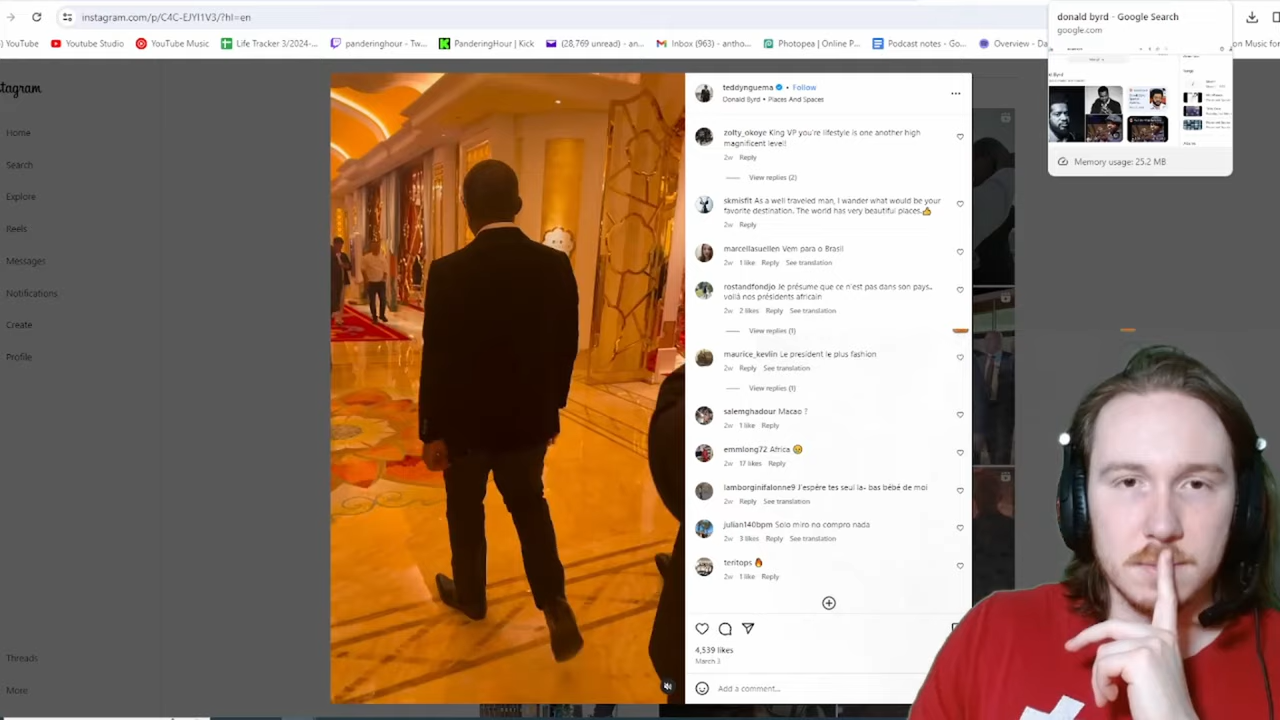 instagram.com/p/C4C-EJYI1V3/?hl=en
YouTube
YouTube Studio
YouTube Music
Life Tracker 3/2024-...
panderinghour - Tw...
PanderingHour | Kick
(28,769 unread) - an...
Inbox (963) - antho...
Photopea | Online P...
Podcast notes - Go...
Overview - Da
on Music for
donald byrd - Google Search
google.com
Memory usage: 25.2 MB
stagram
Home
Search
Explore
Reels
Messages
Notifications
Create
Profile
Threads
More
teddynguema • Follow
Donald Byrd • Places And Spaces
zolty_okoye King VP you're lifestyle is one another high
magnificent level!
2w Reply
View replies (2)
skmisfit As a well traveled man, I wander what would be your
favorite destination. The world has very beautiful places.👍
2w Reply
marcellasuellen Vem para o Brasil
2w 1 like Reply See translation
rostandfondjo Je présume que ce n'est pas dans son pays..
voilà nos présidents africain
2w 2 likes Reply See translation
View replies (1)
maurice_kevlin Le president le plus fashion
2w Reply See translation
View replies (1)
salemghadour Macao ?
2w 1 like Reply
emmlong72 Africa
2w 17 likes Reply
lamborginifalonne9 J'espère tes seul la- bas bébé de moi
2w Reply See translation
julian140bpm Solo miro no compro nada
2w 3 likes Reply See translation
teritops 🔥
2w 1 like Reply
4,539 likes
March 3
Add a comment...